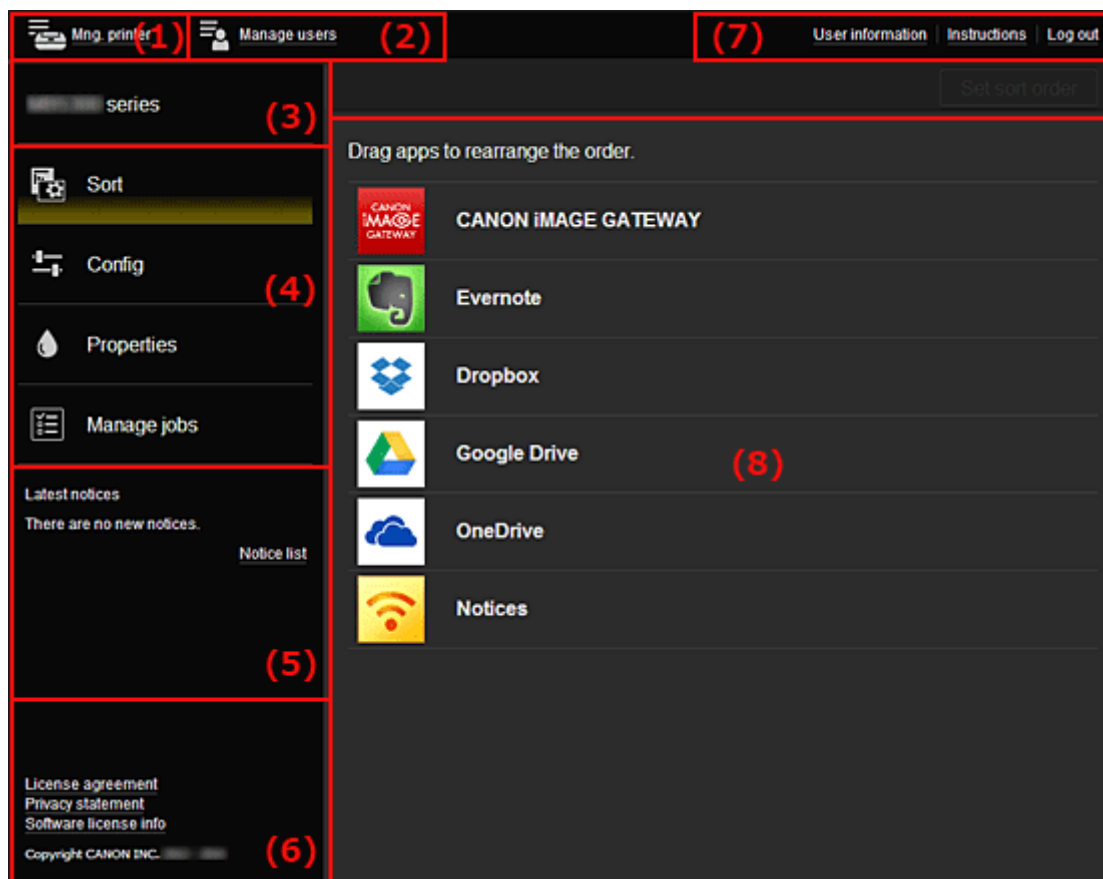 Mng. printer (1) Manage users (2) (7) User information Instructions Log out
series (3)
Set sort order
Drag apps to rearrange the order.
Sort
CANON iMAGE GATEWAY CANON iMAGE GATEWAY
Config (4)
Evernote
Properties
Dropbox
Manage jobs
Google Drive (8)
Latest notices
There are no new notices.
Notice list
OneDrive
Notices
(5)
License agreement
Privacy statement
Software license info
Copyright CANON INC. (6)